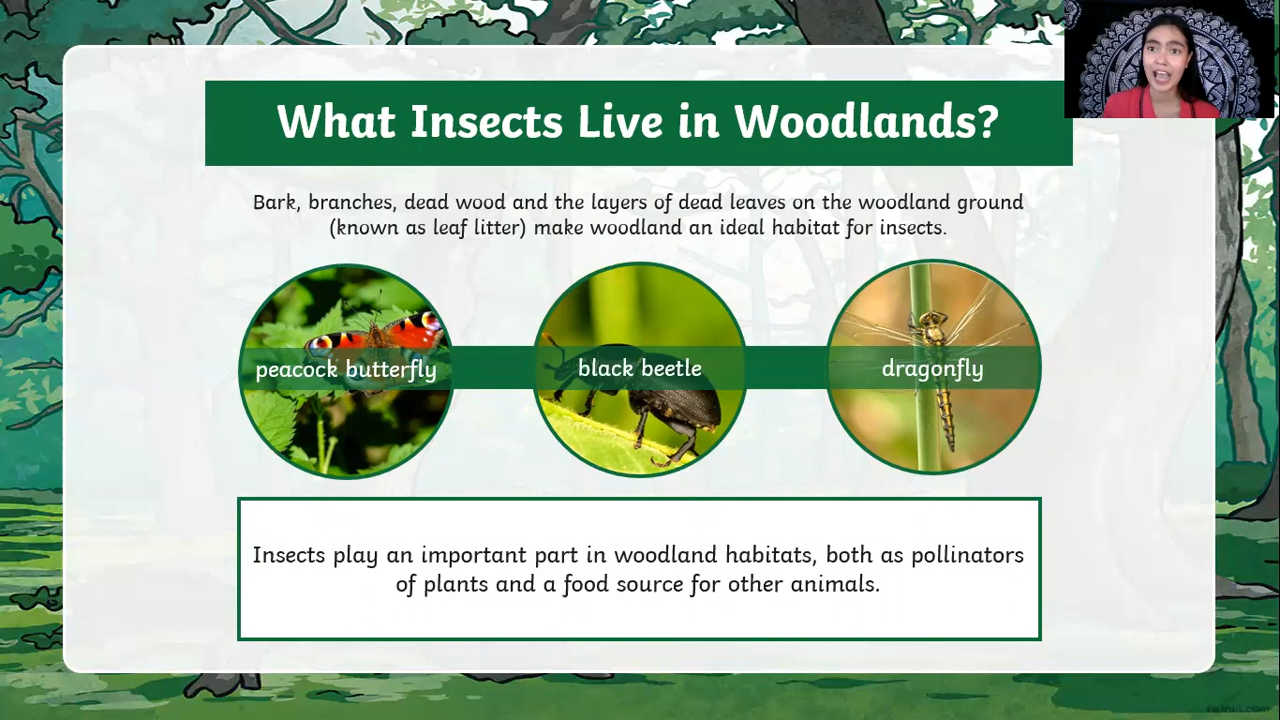 What Insects Live in Woodlands?
Bark, branches, dead wood and the layers of dead leaves on the woodland ground
(known as leaf litter) make woodland an ideal habitat for insects.
peacock butterfly
black beetle
dragonfly
Insects play an important part in woodland habitats, both as pollinators
of plants and a food source for other animals.